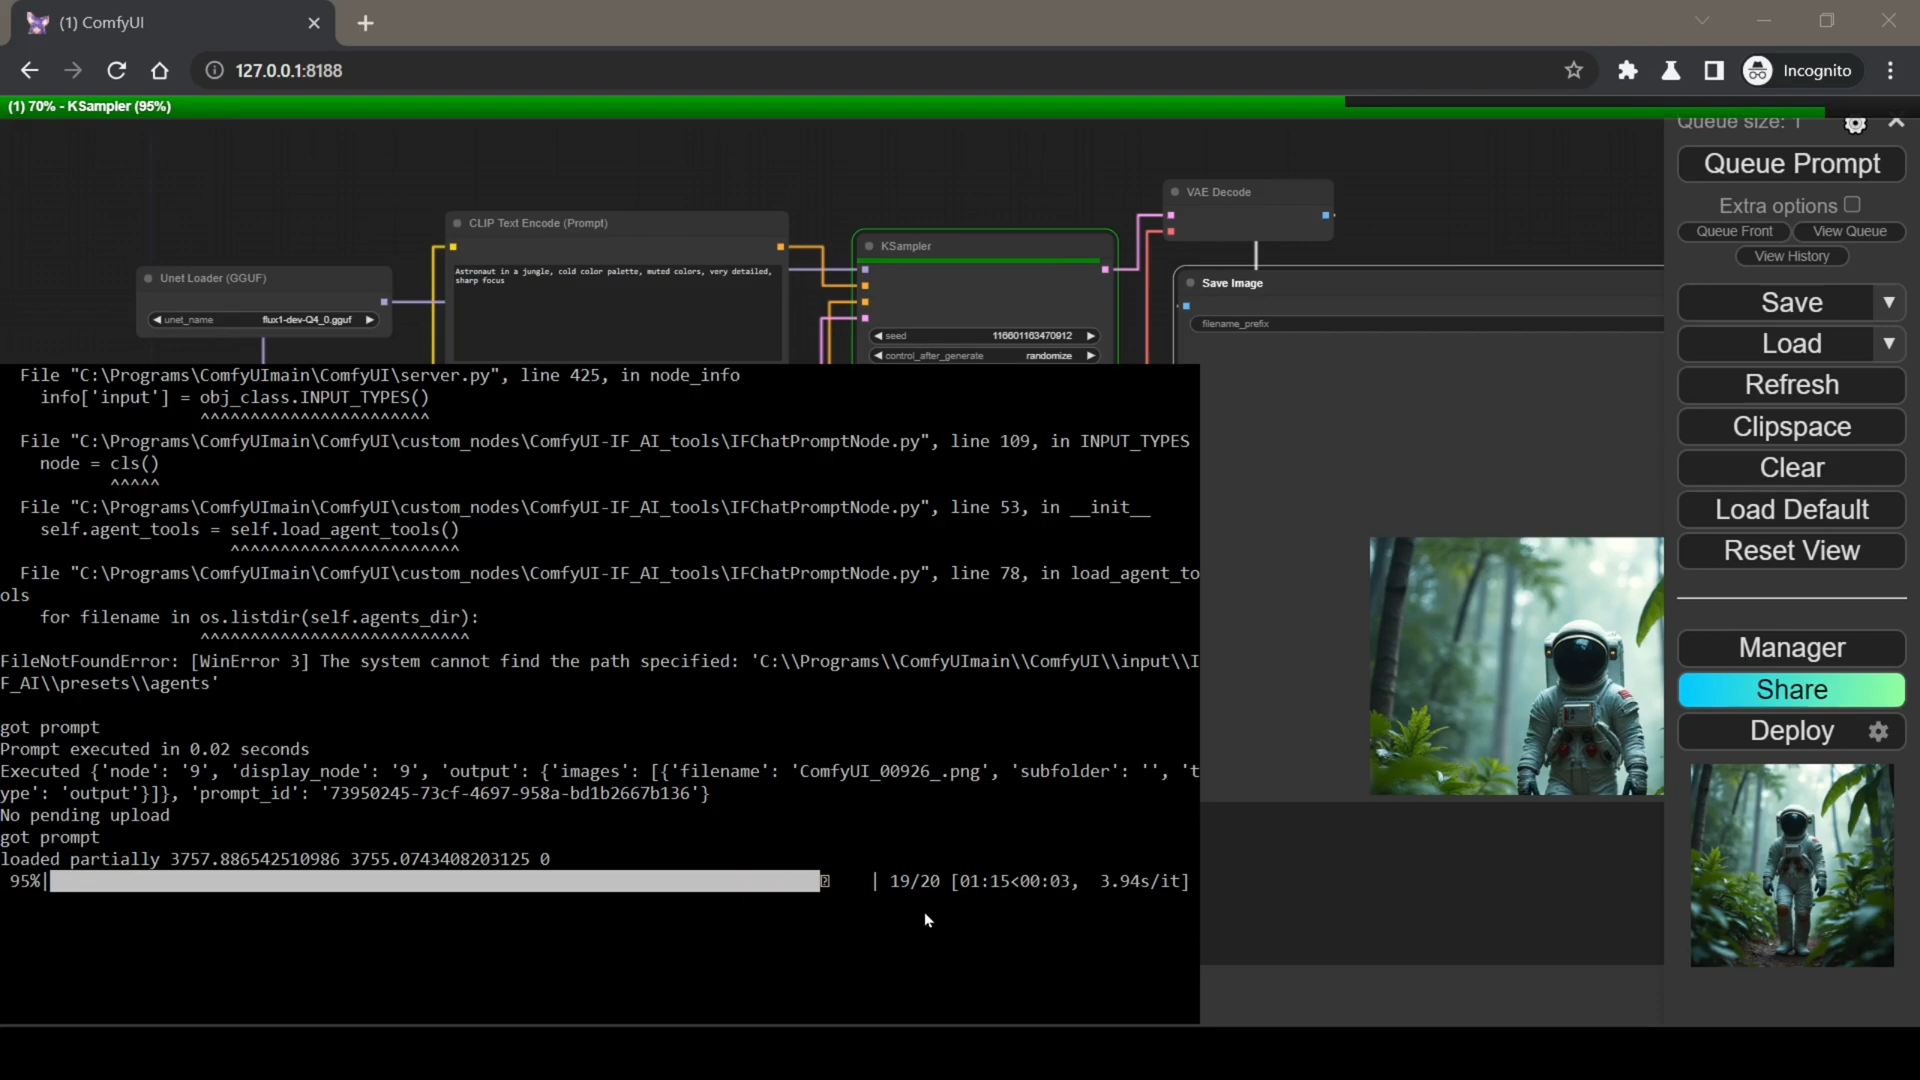 (1) ComfyUI
127.0.0.1:8188
Incognito
(1) 70% - KSampler (95%)
Queue size: 1
Queue Prompt
Extra options
Queue Front
View Queue
View History
Save
Load
Refresh
Clipspace
Clear
Load Default
Reset View
Manager
Share
Deploy
VAE Decode
CLIP Text Encode (Prompt)
Astronaut in a jungle, cold color palette, muted colors, very detailed,
sharp focus
KSampler
Unet Loader (GGUF)
unet_name flux1-dev-Q4_0.gguf
Save Image
filename_prefix
seed 116601163470912
control_after_generate randomize
File "C:\Programs\ComfyUImain\ComfyUI\server.py", line 425, in node_info
info['input'] = obj_class.INPUT_TYPES()
^^^^^^^^^^^^^^^^^^^^^^^
File "C:\Programs\ComfyUImain\ComfyUI\custom_nodes\ComfyUI-IF_AI_tools\IFChatPromptNode.py", line 109, in INPUT_TYPES
node = cls()
^^^^^
File "C:\Programs\ComfyUImain\ComfyUI\custom_nodes\ComfyUI-IF_AI_tools\IFChatPromptNode.py", line 53, in __init__
self.agent_tools = self.load_agent_tools()
^^^^^^^^^^^^^^^^^^^^^^^
File "C:\Programs\ComfyUImain\ComfyUI\custom_nodes\ComfyUI-IF_AI_tools\IFChatPromptNode.py", line 78, in load_agent_to
ols
for filename in os.listdir(self.agents_dir):
^^^^^^^^^^^^^^^^^^^^^^^^^^^
FileNotFoundError: [WinError 3] The system cannot find the path specified: 'C:\\Programs\\ComfyUImain\\ComfyUI\\input\\I
F_AI\\presets\\agents'
got prompt
Prompt executed in 0.02 seconds
Executed {'node': '9', 'display_node': '9', 'output': {'images': [{'filename': 'ComfyUI_00926_.png', 'subfolder': '', 't
ype': 'output'}]}, 'prompt_id': '73950245-73cf-4697-958a-bd1b2667b136'}
No pending upload
got prompt
loaded partially 3757.886542510986 3755.0743408203125 0
95%| | 19/20 [01:15<00:03, 3.94s/it]